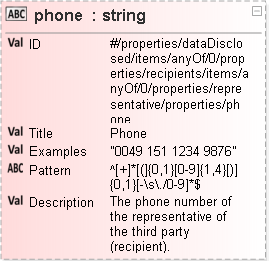 ABC phone : string
Val ID #/properties/dataDisclo
sed/items/anyOf/0/prop
erties/recipients/items/a
nyOf/0/properties/repre
sentative/properties/ph
one
Val Title Phone
Val Examples "0049 151 1234 9876"
ABC Pattern ^[+]*[(]{0,1}[0-9]{1,4}[)]
{0,1}[-\s\./0-9]*$
Val Description The phone number of
the representative of
the third party
(recipient).